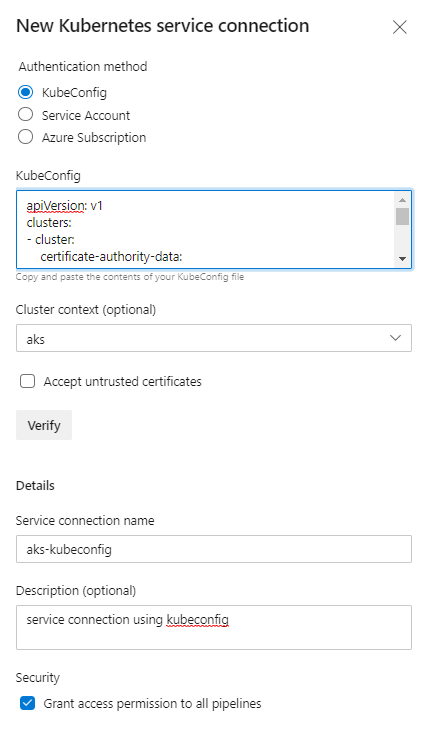 New Kubernetes service connection
Authentication method
KubeConfig
Service Account
Azure Subscription
KubeConfig
apiVersion: v1
clusters:
- cluster:
certificate-authority-data:
Copy and paste the contents of your KubeConfig file
Cluster context (optional)
aks
Accept untrusted certificates
Verify
Details
Service connection name
aks-kubeconfig
Description (optional)
service connection using kubeconfig
Security
Grant access permission to all pipelines